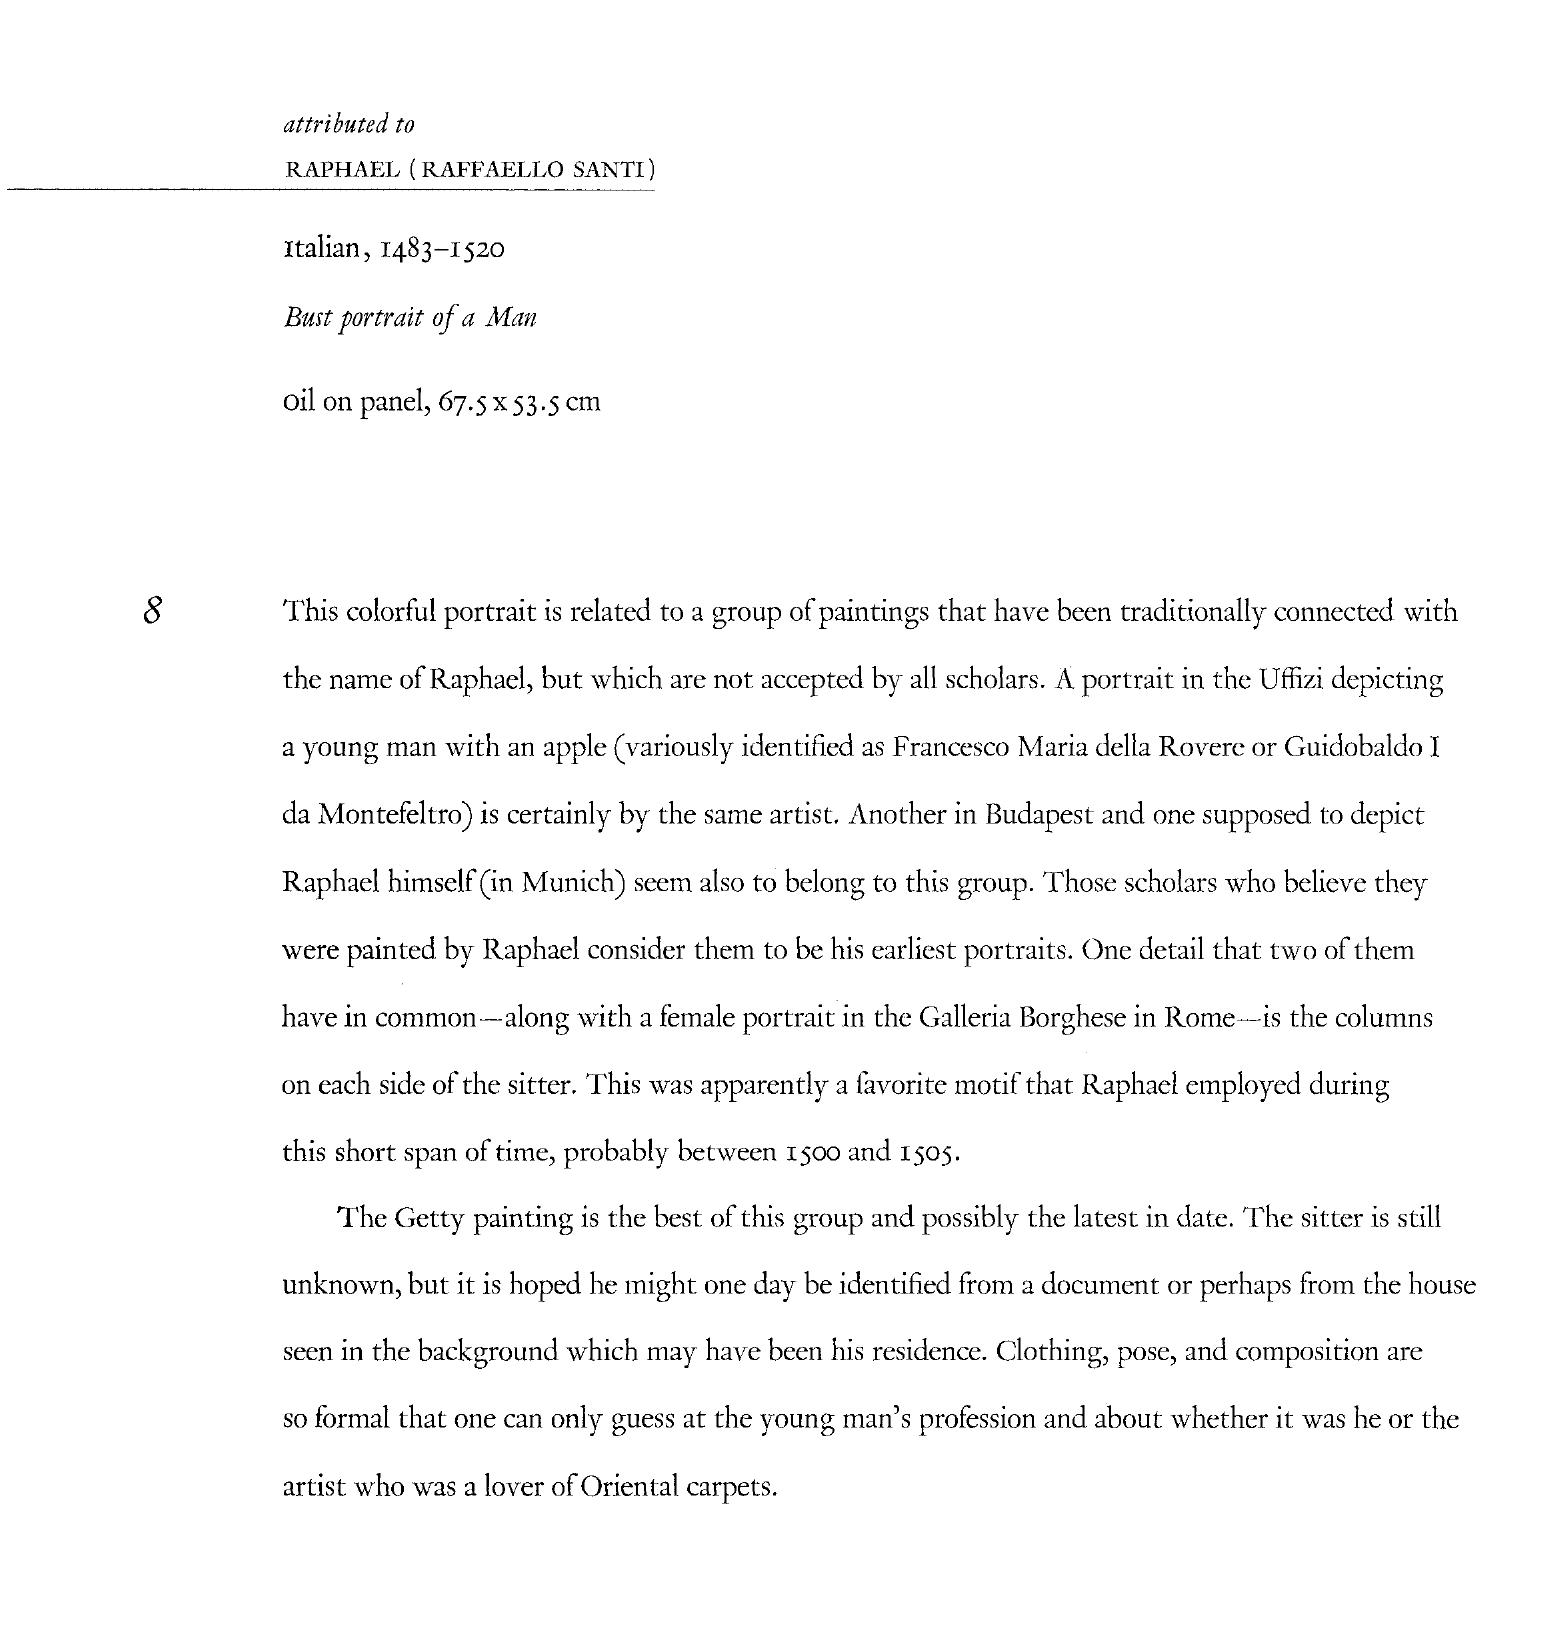 attributed to
RAPHAEL (RAFFAELLO SANTI)
Italian, 1483–1520
Bust portrait of a Man
oil on panel, 67.5 x 53.5 cm
8
This colorful portrait is related to a group of paintings that have been traditionally connected with
the name of Raphael, but which are not accepted by all scholars. A portrait in the Uffizi depicting
a young man with an apple (variously identified as Francesco Maria della Rovere or Guidobaldo I
da Montefeltro) is certainly by the same artist. Another in Budapest and one supposed to depict
Raphael himself (in Munich) seem also to belong to this group. Those scholars who believe they
were painted by Raphael consider them to be his earliest portraits. One detail that two of them
have in common—along with a female portrait in the Galleria Borghese in Rome—is the columns
on each side of the sitter. This was apparently a favorite motif that Raphael employed during
this short span of time, probably between 1500 and 1505.
The Getty painting is the best of this group and possibly the latest in date. The sitter is still
unknown, but it is hoped he might one day be identified from a document or perhaps from the house
seen in the background which may have been his residence. Clothing, pose, and composition are
so formal that one can only guess at the young man's profession and about whether it was he or the
artist who was a lover of Oriental carpets.